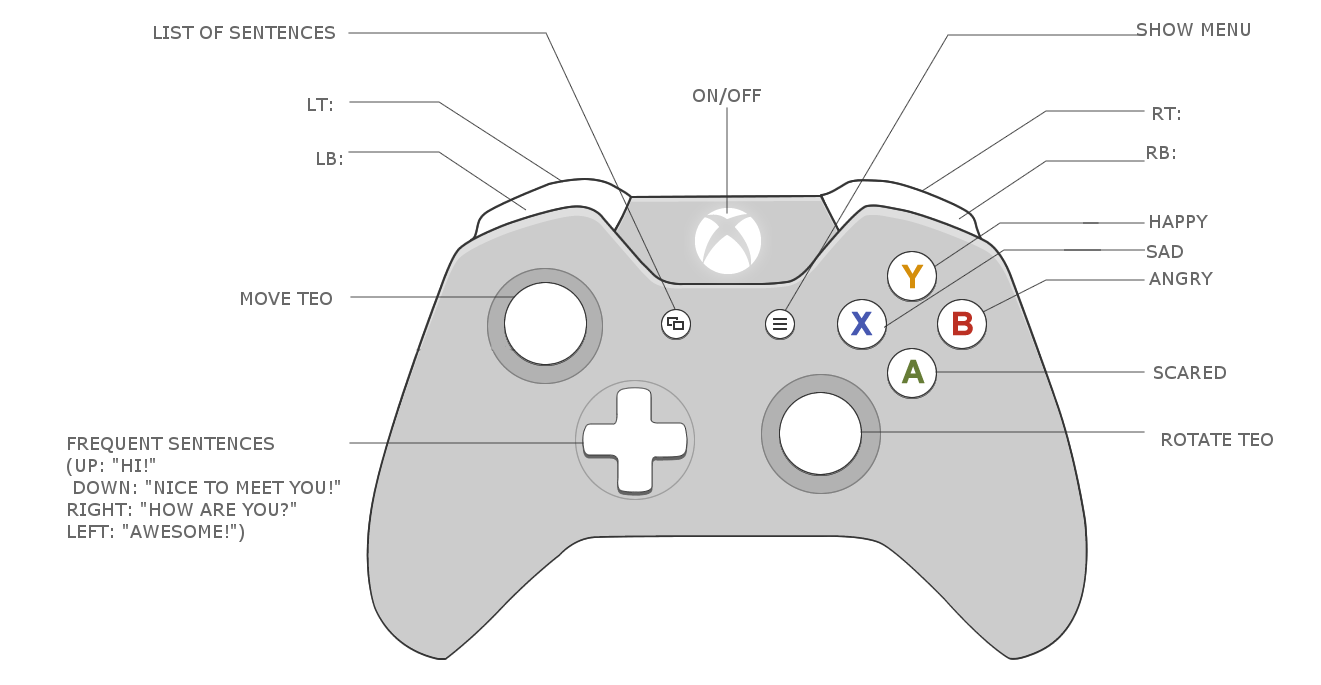 LIST OF SENTENCES
SHOW MENU
ON/OFF
LT:
RT:
LB:
RB:
HAPPY
SAD
ANGRY
Y
X
B
A
MOVE TEO
SCARED
ROTATE TEO
FREQUENT SENTENCES
(UP: "HI!"
DOWN: "NICE TO MEET YOU!"
RIGHT: "HOW ARE YOU?"
LEFT: "AWESOME!")